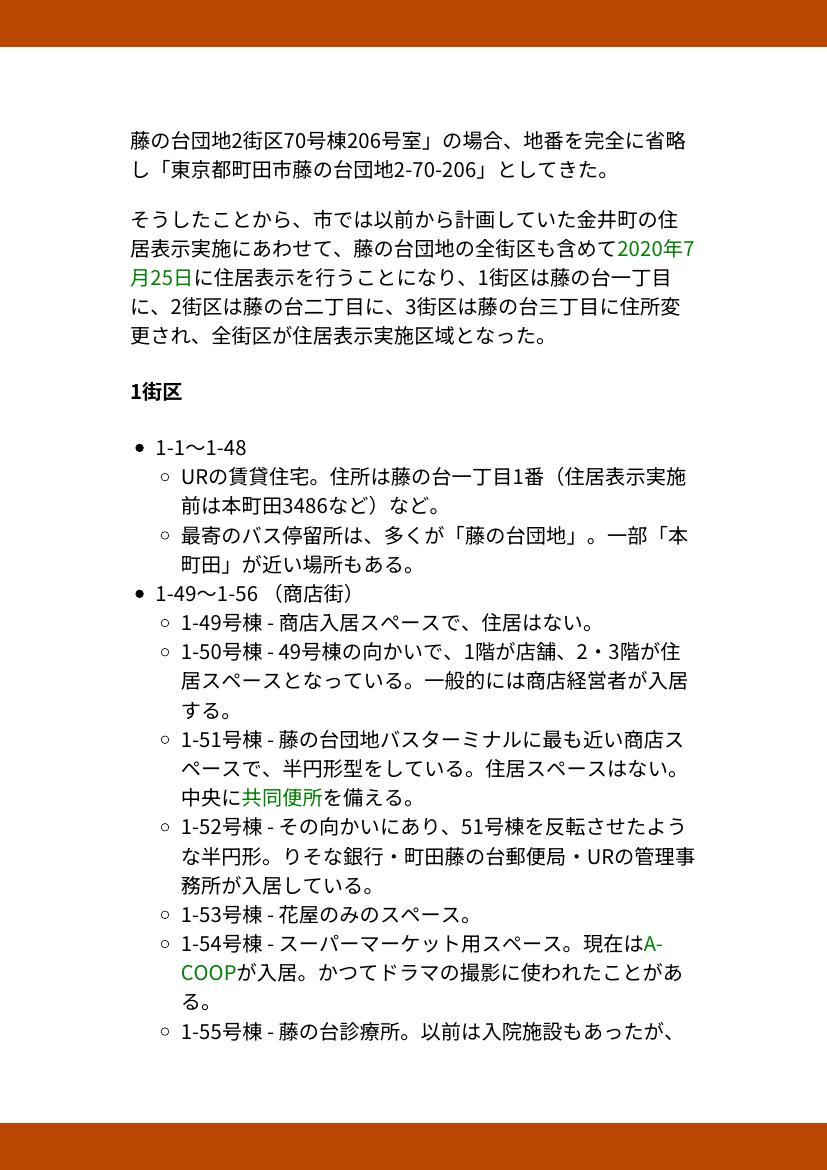 藤の台団地2街区70号棟206号室」の場合、地番を完全に省略
し「東京都町田市藤の台団地2-70-206」としてきた。
そうしたことから、市では以前から計画していた金井町の住
居表示実施にあわせて、藤の台団地の全街区も含めて2020年7
月25日に住居表示を行うことになり、1街区は藤の台一丁目
に、2街区は藤の台二丁目に、3街区は藤の台三丁目に住所変
更され、全街区が住居表示実施区域となった。
1街区
• 1-1〜1-48
○ URの賃貸住宅。住所は藤の台一丁目1番（住居表示実施
前は本町田3486など）など。
○ 最寄のバス停留所は、多くが「藤の台団地」。一部「本
町田」が近い場所もある。
• 1-49〜1-56 （商店街）
○ 1-49号棟 - 商店入居スペースで、住居はない。
○ 1-50号棟 - 49号棟の向かいで、1階が店舗、2・3階が住
居スペースとなっている。一般的には商店経営者が入居
する。
○ 1-51号棟 - 藤の台団地バスターミナルに最も近い商店ス
ペースで、半円形型をしている。住居スペースはない。
中央に共同便所を備える。
○ 1-52号棟 - その向かいにあり、51号棟を反転させたよう
な半円形。りそな銀行・町田藤の台郵便局・URの管理事
務所が入居している。
○ 1-53号棟 - 花屋のみのスペース。
○ 1-54号棟 - スーパーマーケット用スペース。現在はA-
COOPが入居。かつてドラマの撮影に使われたことがあ
る。
○ 1-55号棟 - 藤の台診療所。以前は入院施設もあったが、